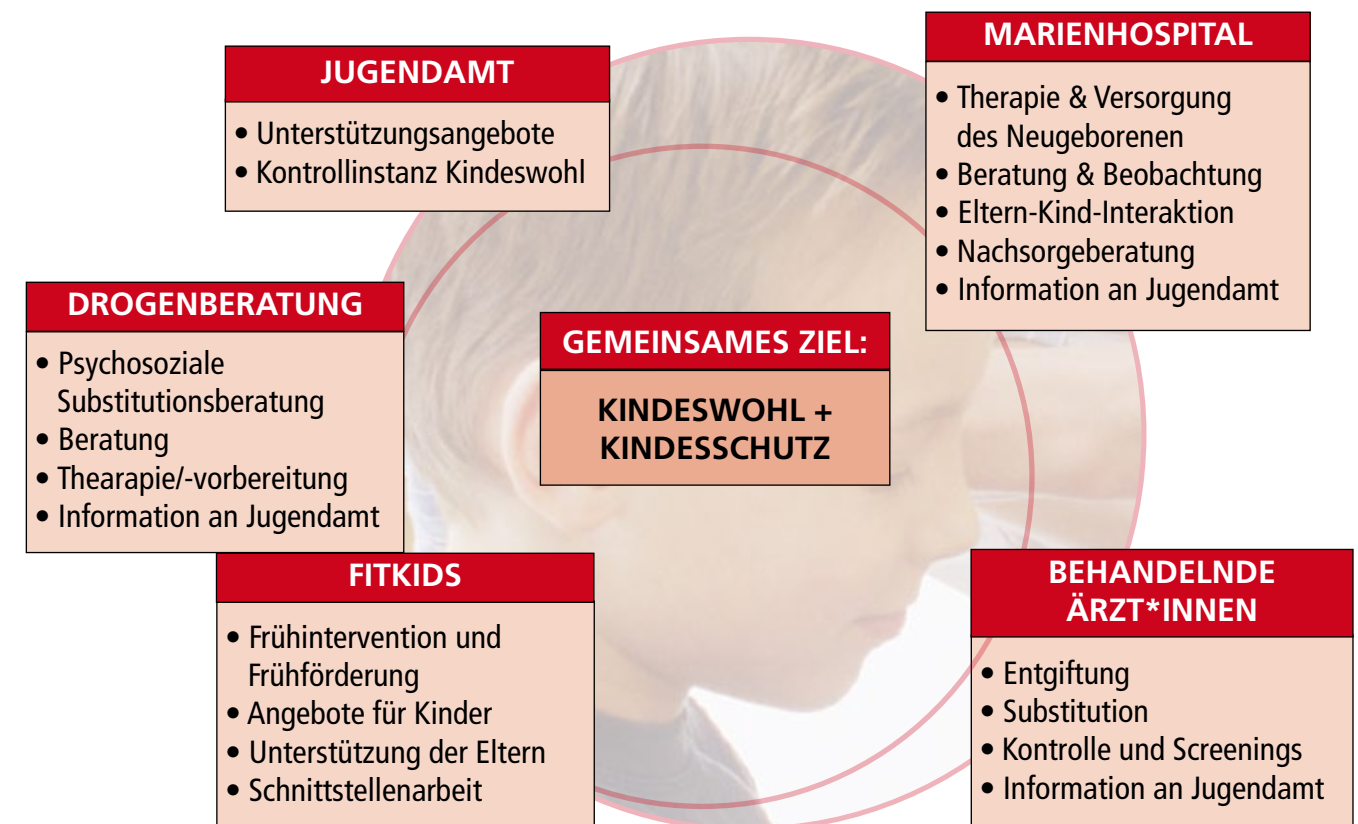 JUGENDAMT
• Unterstützungsangebote
• Kontrollinstanz Kindeswohl
MARIENHOSPITAL
• Therapie & Versorgung
des Neugeborenen
• Beratung & Beobachtung
• Eltern-Kind-Interaktion
• Nachsorgeberatung
• Information an Jugendamt
DROGENBERATUNG
• Psychosoziale
Substitutionsberatung
• Beratung
• Thearapie/-vorbereitung
• Information an Jugendamt
GEMEINSAMES ZIEL:
KINDESWOHL +
KINDESSCHUTZ
FITKIDS
• Frühintervention und
Frühförderung
• Angebote für Kinder
• Unterstützung der Eltern
• Schnittstellenarbeit
BEHANDELNDE
ÄRZT*INNEN
• Entgiftung
• Substitution
• Kontrolle und Screenings
• Information an Jugendamt